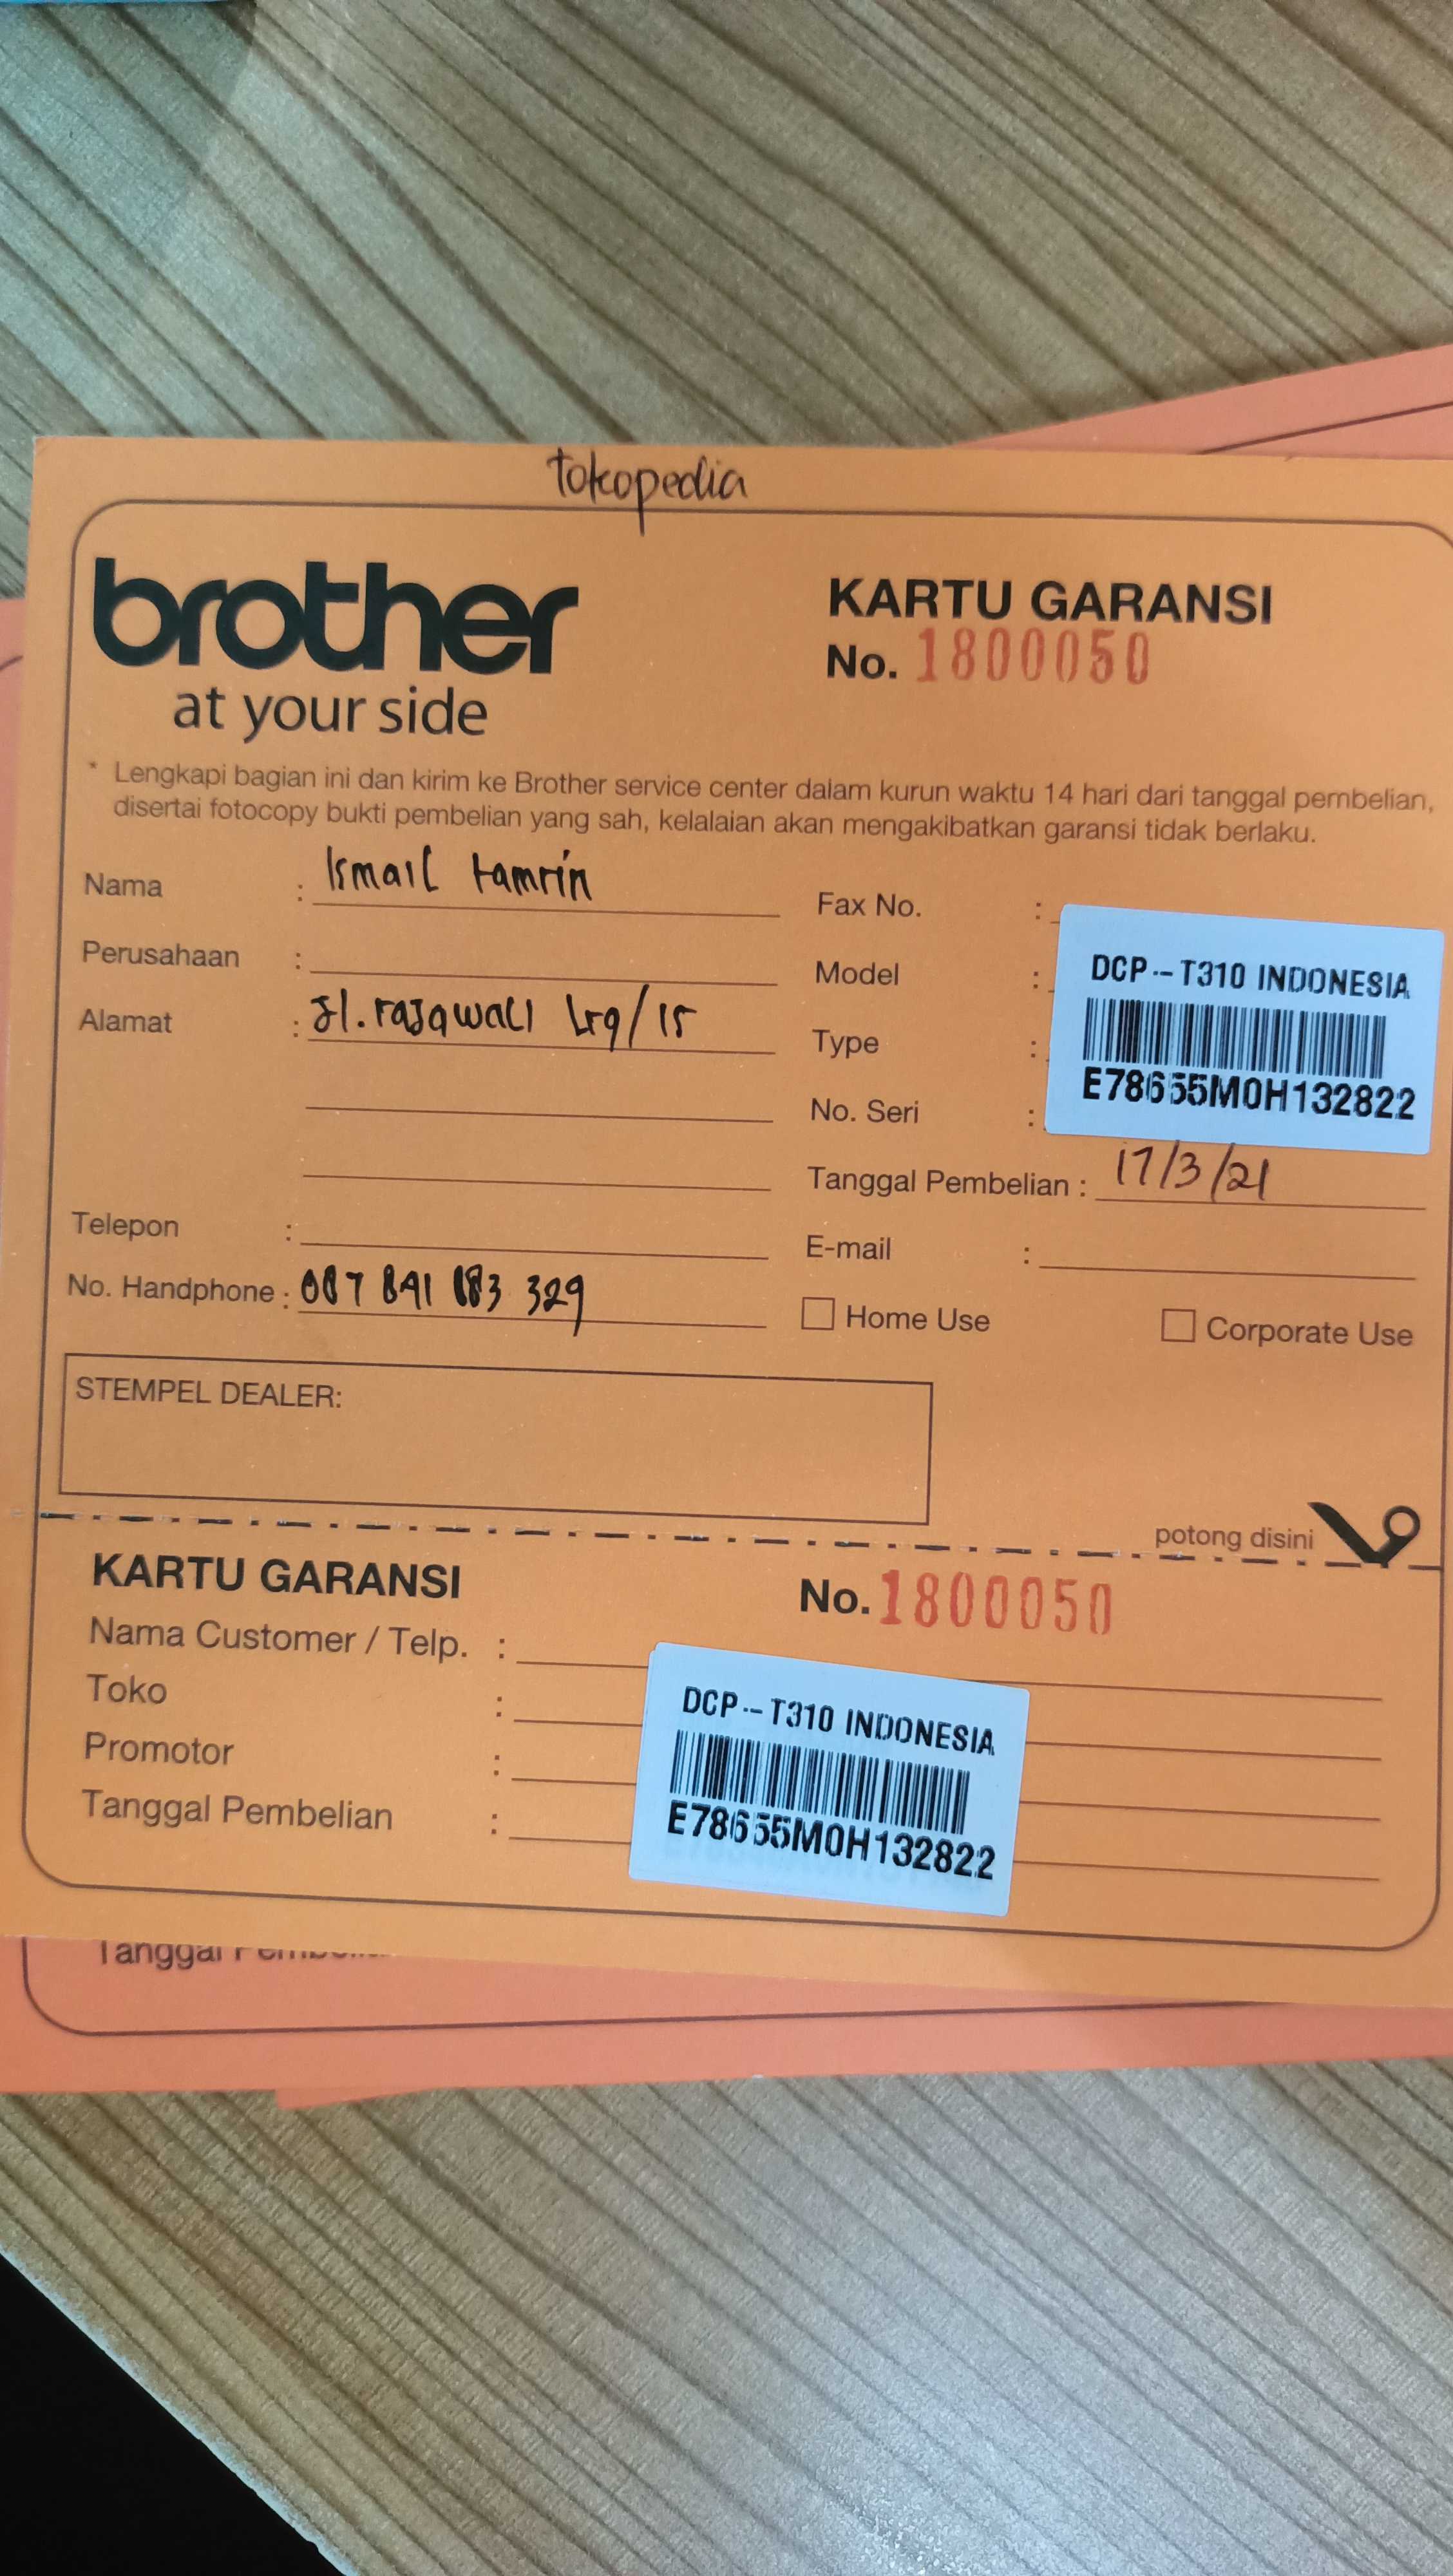 tokopedia
brother
at your side
KARTU GARANSI
No. 1800050
* Lengkapi bagian ini dan kirim ke Brother service center dalam kurun waktu 14 hari dari tanggal pembelian,
disertai fotocopy bukti pembelian yang sah, kelalaian akan mengakibatkan garansi tidak berlaku.
Nama : Ismail tamrin
Perusahaan :
Alamat : Jl. rajawali Lrg/15
Telepon :
No. Handphone : 087 841 883 329
Fax No. :
Model :
Type :
No. Seri :
DCP-T310 INDONESIA
E78655M0H132822
Tanggal Pembelian : 17/3/21
E-mail :
Home Use
Corporate Use
STEMPEL DEALER:
potong disini
KARTU GARANSI
No. 1800050
Nama Customer / Telp. :
Toko :
Promotor :
Tanggal Pembelian :
DCP-T310 INDONESIA
E78655M0H132822
Tanggal